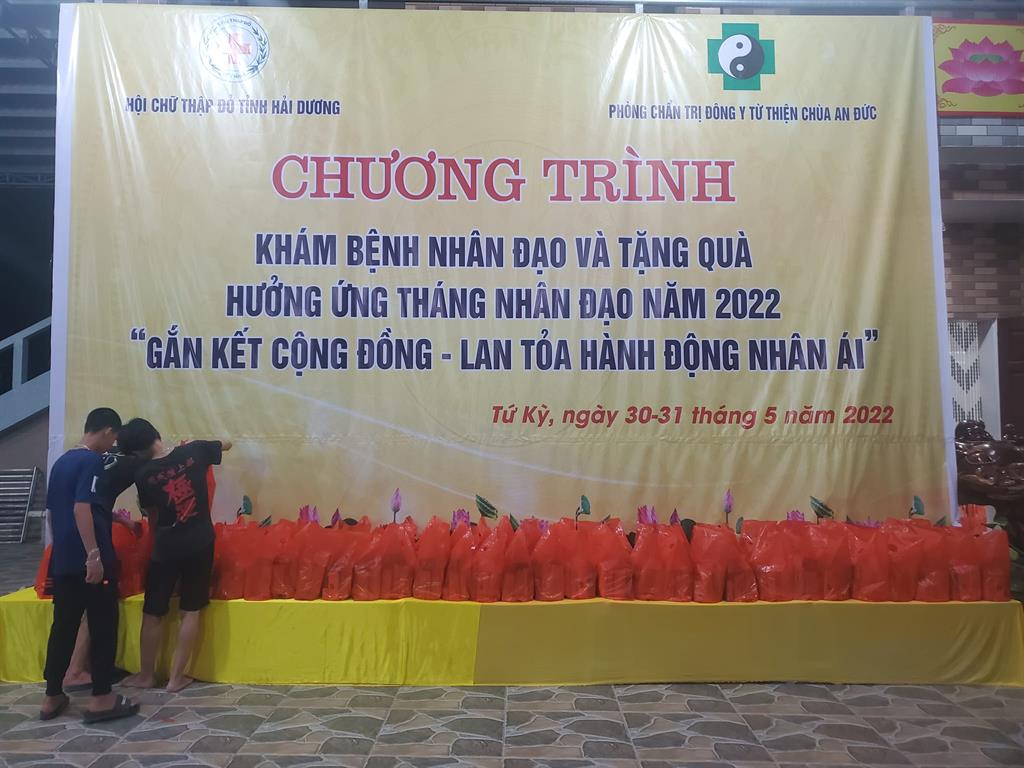 HỘI CHỮ THẬP ĐỎ TỈNH HẢI DƯƠNG
PHÒNG CHẨN TRỊ ĐÔNG Y TỪ THIỆN CHÙA AN ĐỨC
CHƯƠNG TRÌNH
KHÁM BỆNH NHÂN ĐẠO VÀ TẶNG QUÀ
HƯỞNG ỨNG THÁNG NHÂN ĐẠO NĂM 2022
"GẮN KẾT CỘNG ĐỒNG - LAN TỎA HÀNH ĐỘNG NHÂN ÁI"
Tứ Kỳ, ngày 30-31 tháng 5 năm 2022